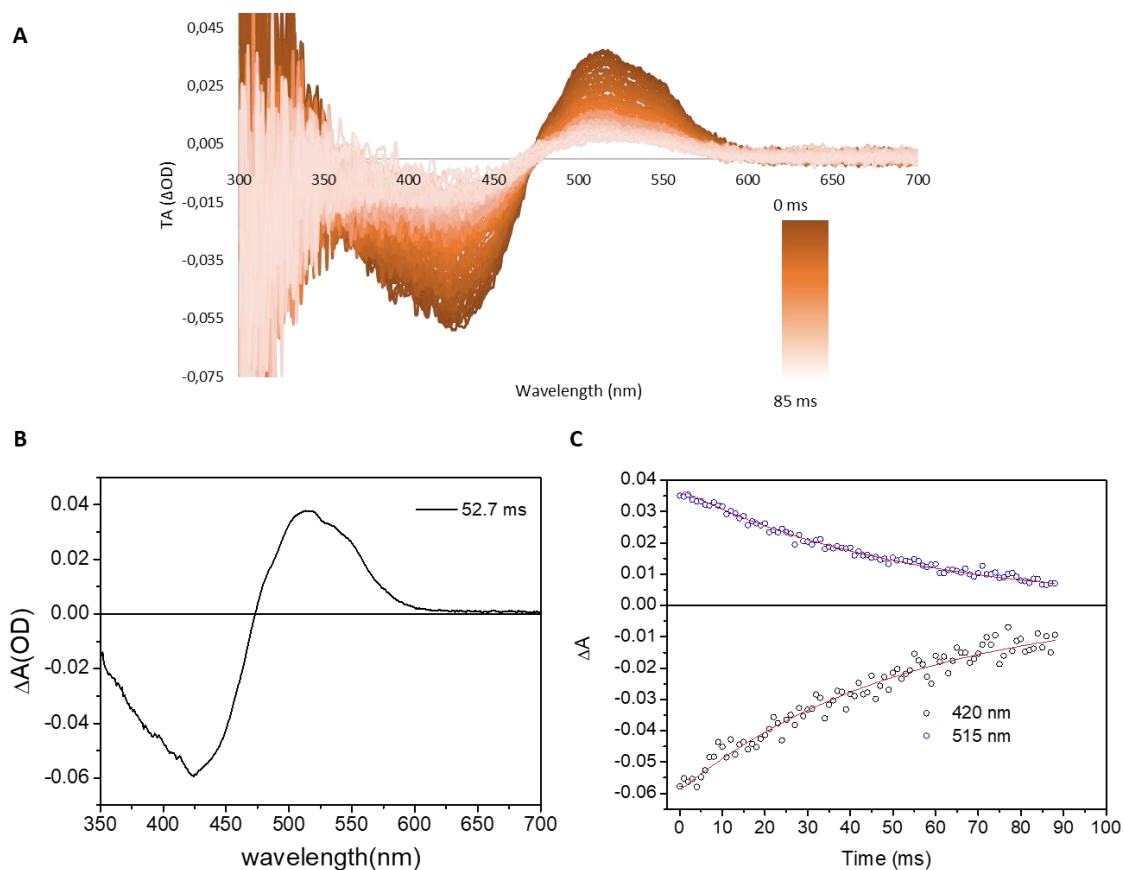 A
0,045
0,025
0,005
-0,015
-0,035
-0,055
-0,075
TA (ΔOD)
300 350 400 450 500 550 600 650 700
Wavelength (nm)
0 ms
85 ms
B
0.04
0.02
0.00
-0.02
-0.04
-0.06
ΔA(OD)
52.7 ms
350 400 450 500 550 600 650 700
wavelength(nm)
C
0.04
0.03
0.02
0.01
0.00
-0.01
-0.02
-0.03
-0.04
-0.05
-0.06
ΔA
420 nm
515 nm
0 10 20 30 40 50 60 70 80 90 100
Time (ms)